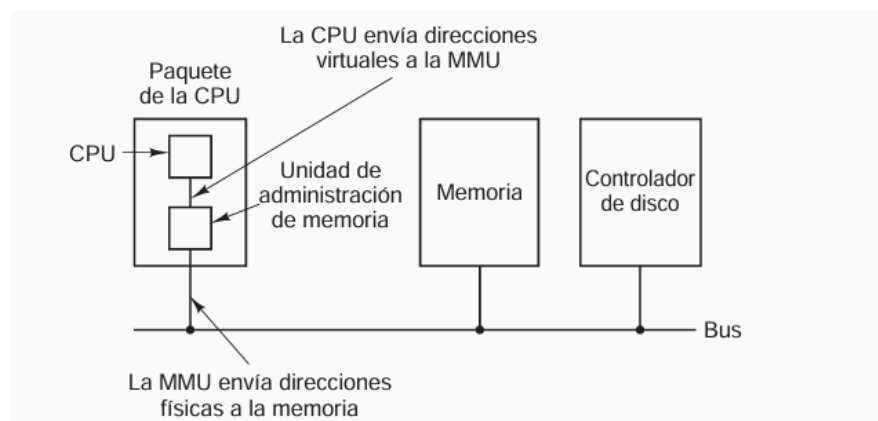 La CPU envía direcciones
virtuales a la MMU
Paquete
de la CPU
CPU
Unidad de
administración
de memoria
Memoria
Controlador
de disco
Bus
La MMU envía direcciones
físicas a la memoria